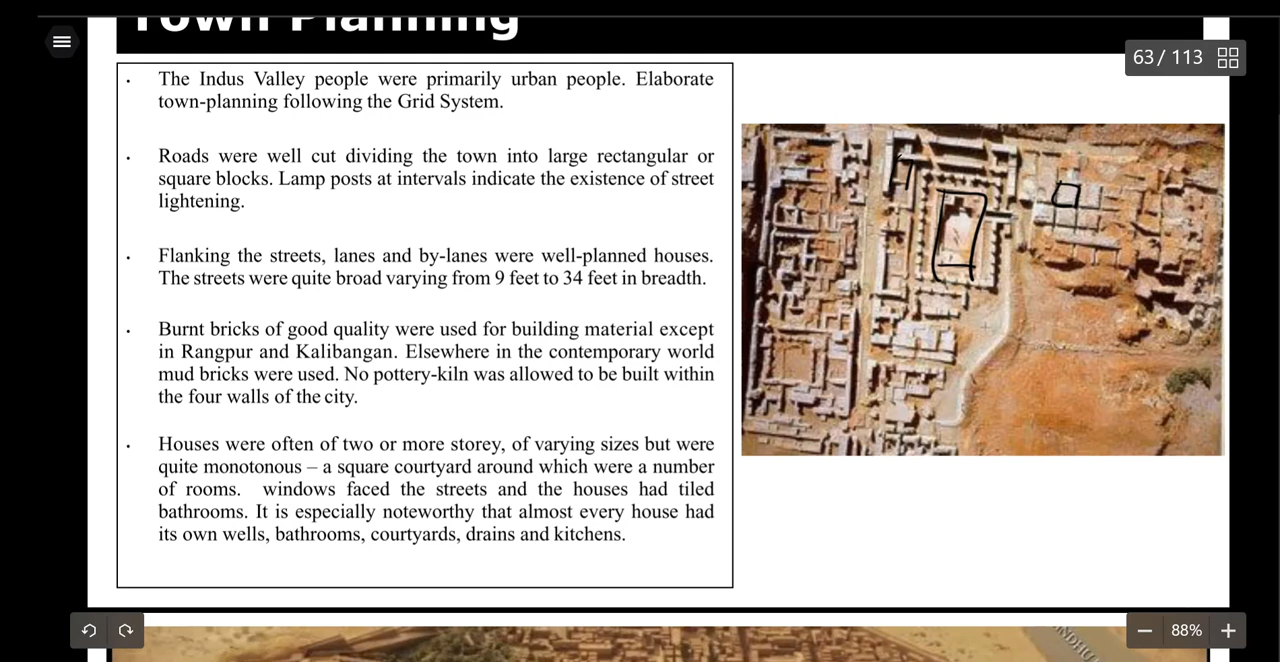 Town Planning
63 / 113
• The Indus Valley people were primarily urban people. Elaborate
town-planning following the Grid System.
• Roads were well cut dividing the town into large rectangular or
square blocks. Lamp posts at intervals indicate the existence of street
lightening.
• Flanking the streets, lanes and by-lanes were well-planned houses.
The streets were quite broad varying from 9 feet to 34 feet in breadth.
• Burnt bricks of good quality were used for building material except
in Rangpur and Kalibangan. Elsewhere in the contemporary world
mud bricks were used. No pottery-kiln was allowed to be built within
the four walls of the city.
• Houses were often of two or more storey, of varying sizes but were
quite monotonous – a square courtyard around which were a number
of rooms. windows faced the streets and the houses had tiled
bathrooms. It is especially noteworthy that almost every house had
its own wells, bathrooms, courtyards, drains and kitchens.
88%